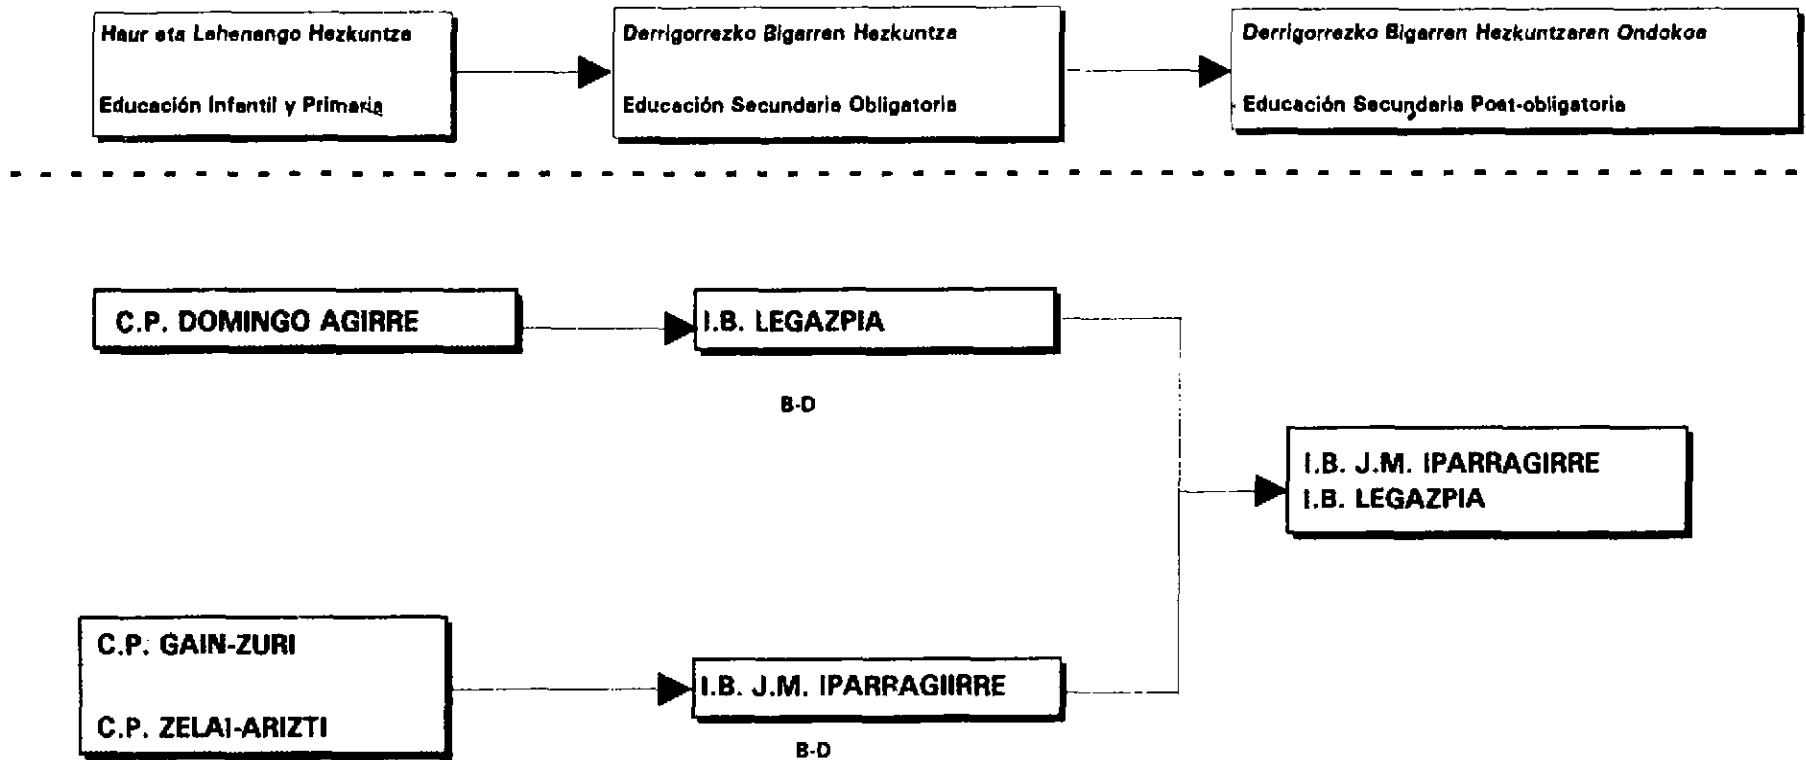 Haur eta Lehenengo Hezkuntza
Educación Infantil y Primaria
Derrigorrezko Bigarren Hezkuntza
Educación Secundaria Obligatoria
Derrigorrezko Bigarren Hezkuntzaren Ondokoa
Educación Secundaria Post-obligatoria
C.P. DOMINGO AGIRRE
I.B. LEGAZPIA
B-D
I.B. J.M. IPARRAGIRRE
I.B. LEGAZPIA
C.P. GAIN-ZURI
C.P. ZELAI-ARIZTI
I.B. J.M. IPARRAGIIRRE
B-D